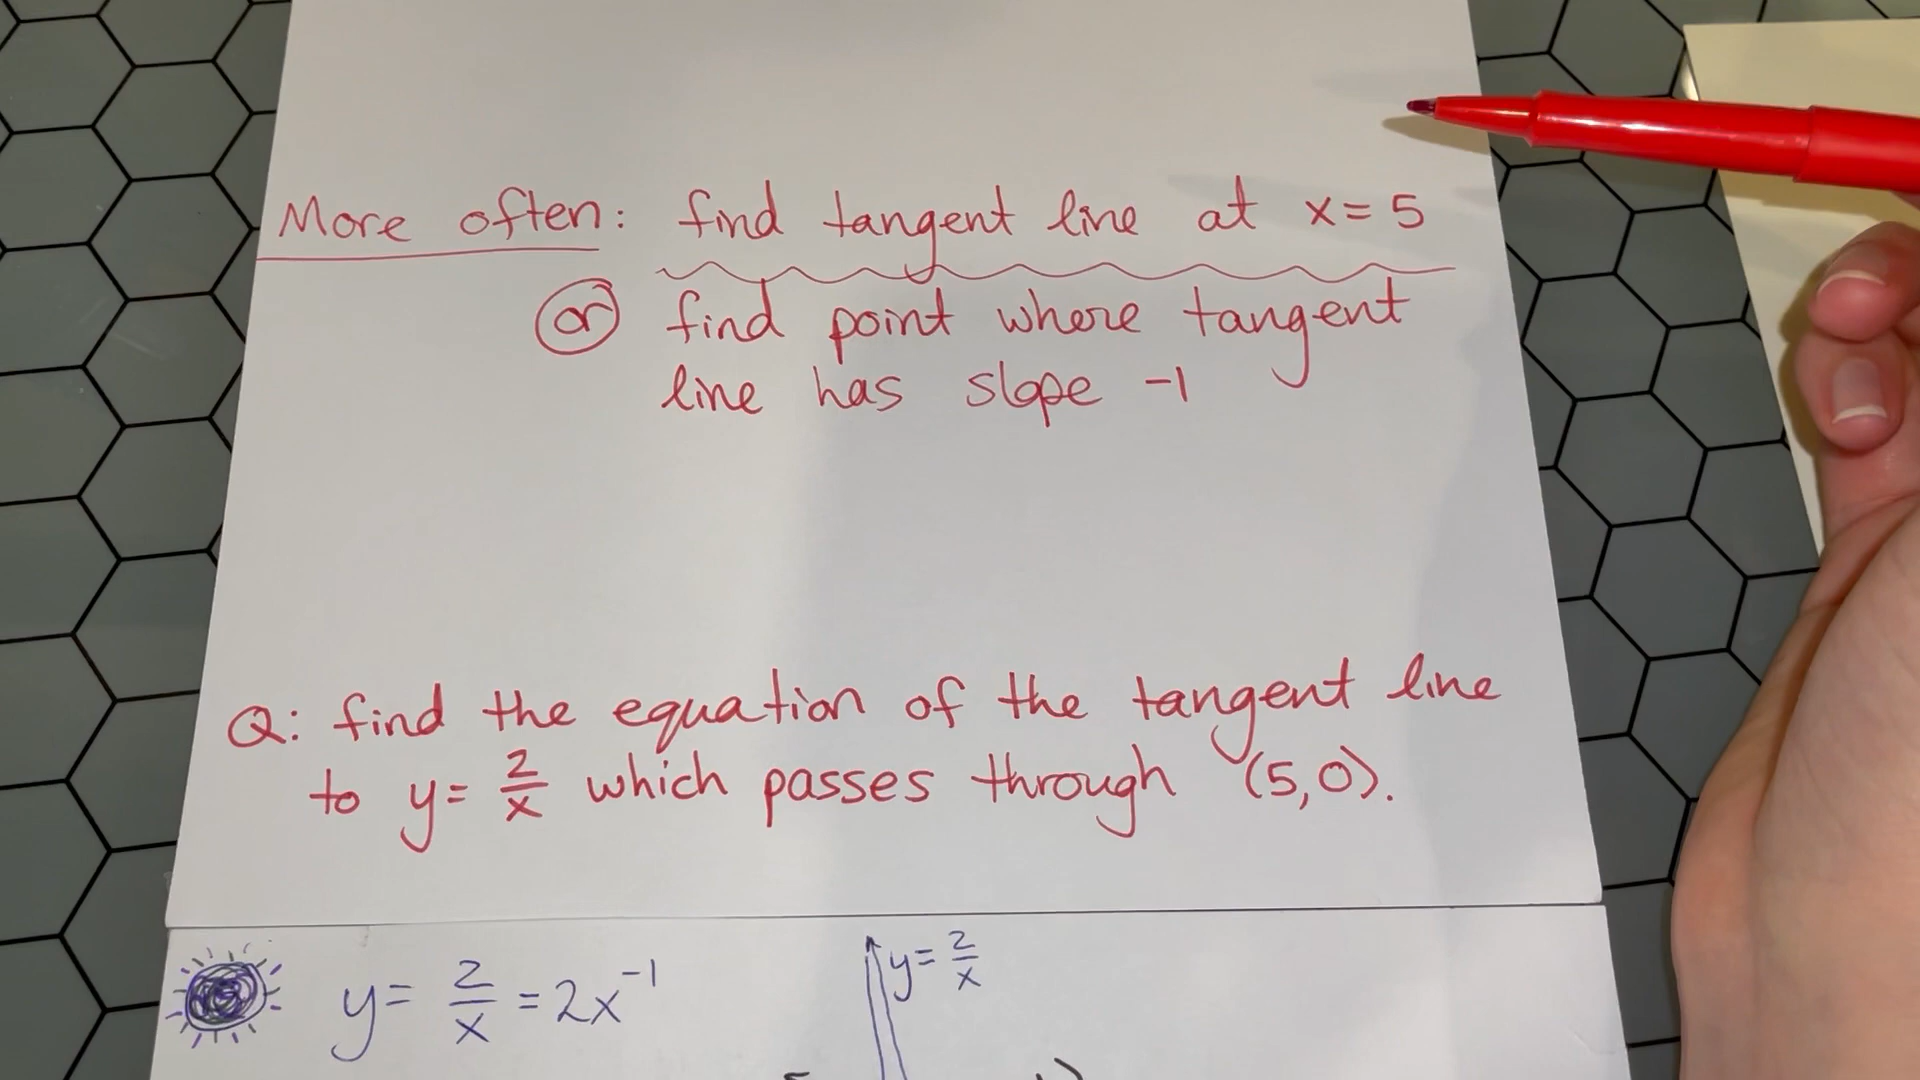 More often: find tangent line at x=5
or find point where tangent
line has slope -1
Q: find the equation of the tangent line
to y= 2/x which passes through (5,0).
y= 2/x = 2x⁻¹
y= 2/x